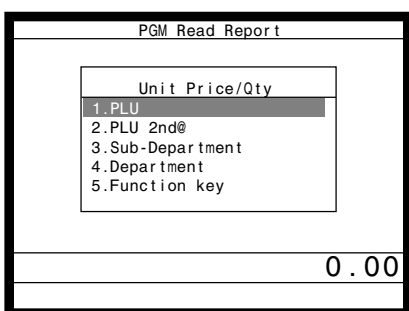 PGM Read Report
Unit Price/Qty
1.PLU
2.PLU 2nd@
3.Sub-Department
4.Department
5.Function key
0.00